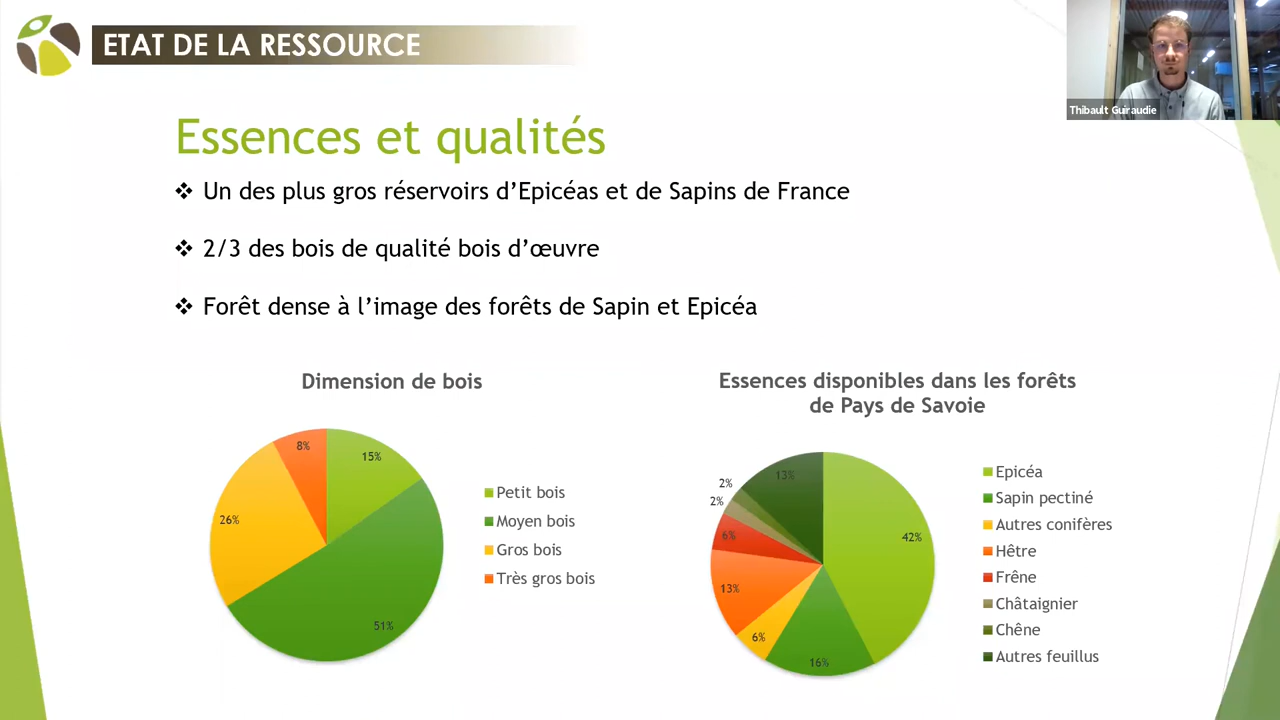 ETAT DE LA RESSOURCE
Thibault Guiraudie
Essences et qualités
❖ Un des plus gros réservoirs d’Epicéas et de Sapins de France
❖ 2/3 des bois de qualité bois d’œuvre
❖ Forêt dense à l’image des forêts de Sapin et Epicéa
Dimension de bois
8%
15%
26%
51%
Petit bois
Moyen bois
Gros bois
Très gros bois
Essences disponibles dans les forêts
de Pays de Savoie
13%
2%
2%
6%
42%
13%
6%
16%
Epicéa
Sapin pectiné
Autres conifères
Hêtre
Frêne
Châtaignier
Chêne
Autres feuillus